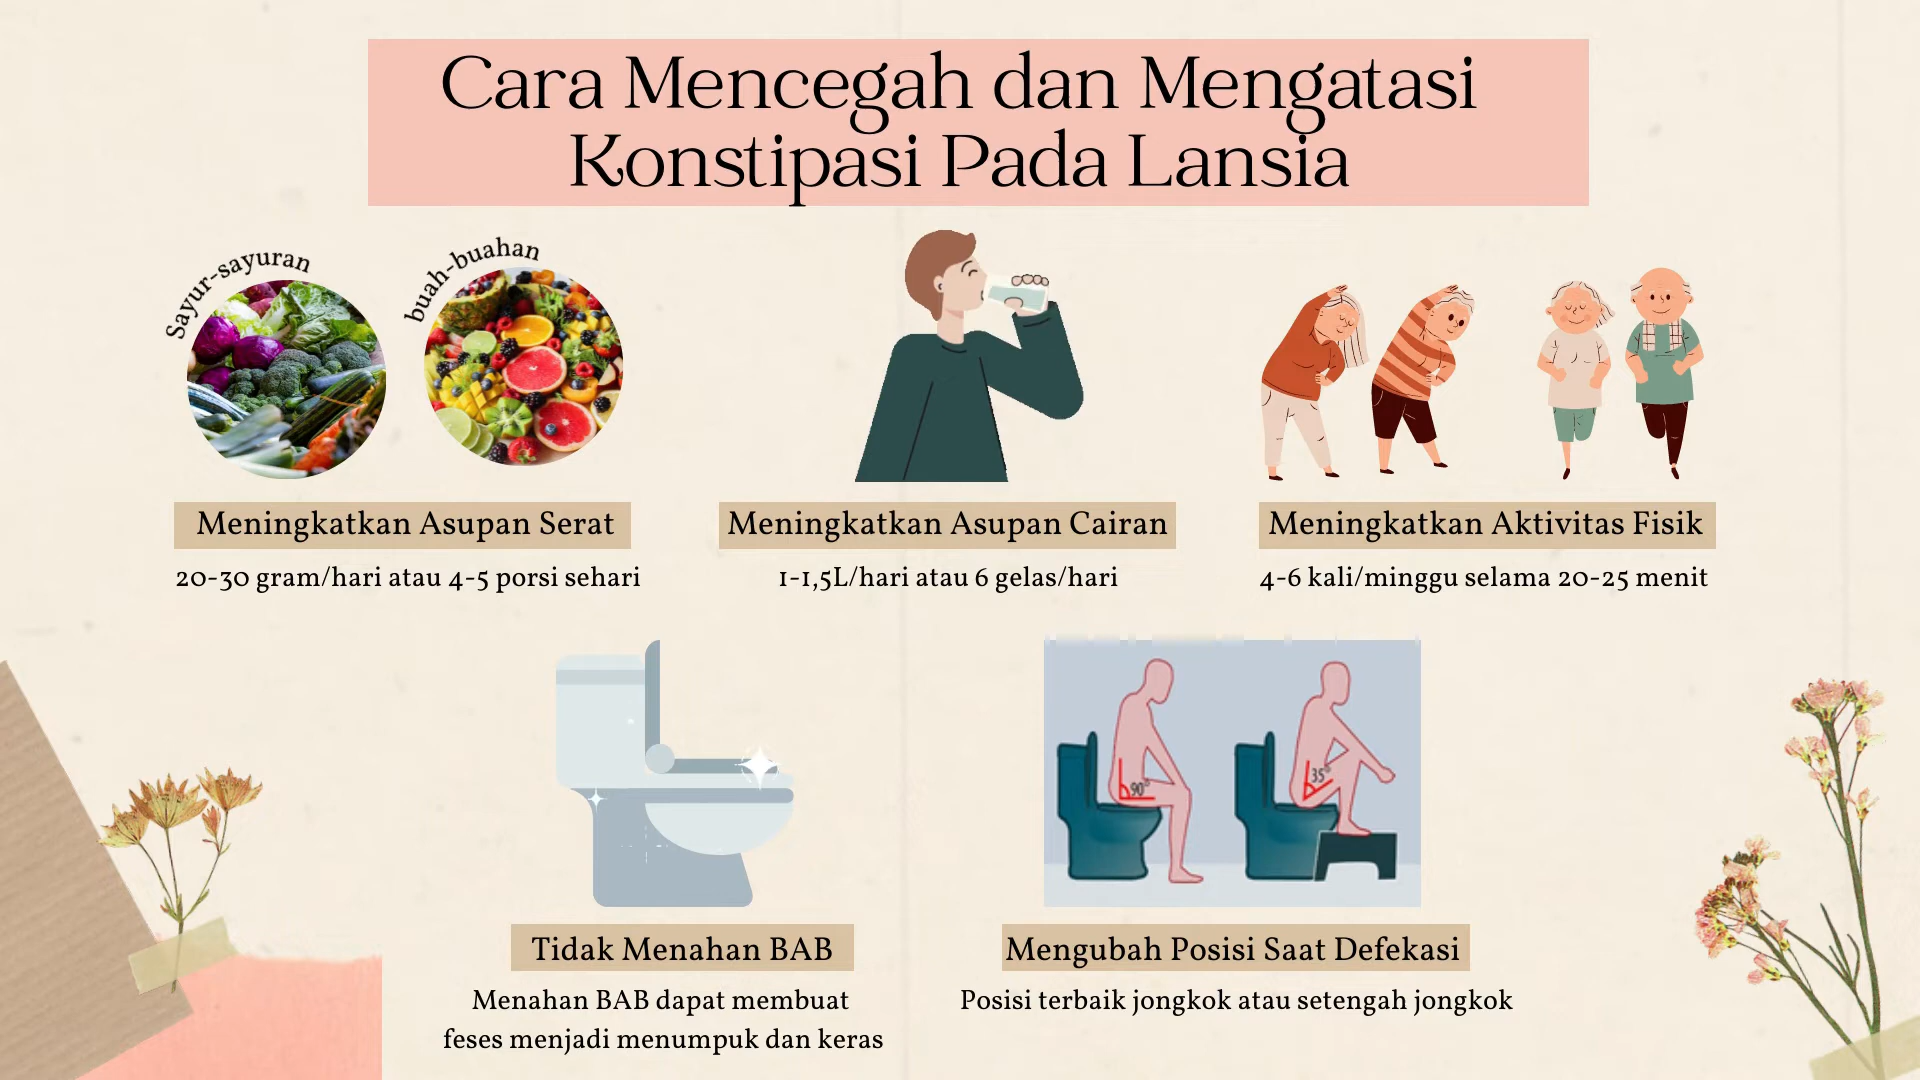 Cara Mencegah dan Mengatasi
Konstipasi Pada Lansia
Sayur-sayuran
buah-buahan
Meningkatkan Asupan Serat
20-30 gram/hari atau 4-5 porsi sehari
Meningkatkan Asupan Cairan
1-1,5L/hari atau 6 gelas/hari
Meningkatkan Aktivitas Fisik
4-6 kali/minggu selama 20-25 menit
90°
35°
Tidak Menahan BAB
Menahan BAB dapat membuat
feses menjadi menumpuk dan keras
Mengubah Posisi Saat Defekasi
Posisi terbaik jongkok atau setengah jongkok